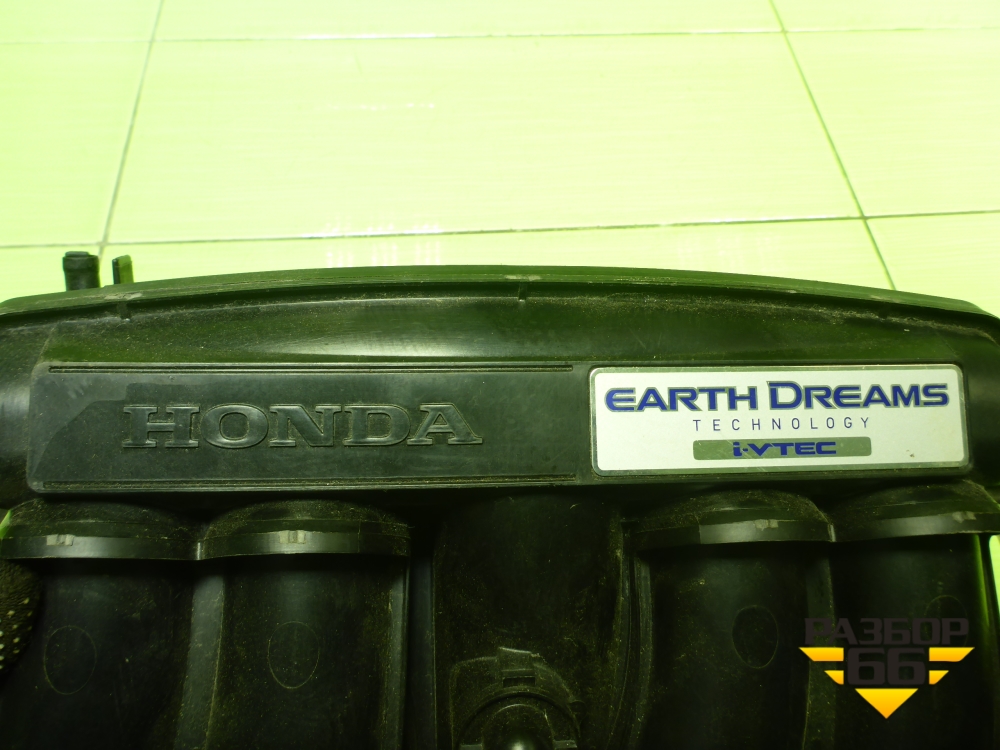 HONDA
EARTH DREAMS
TECHNOLOGY
i-VTEC
РАЗБОР
66